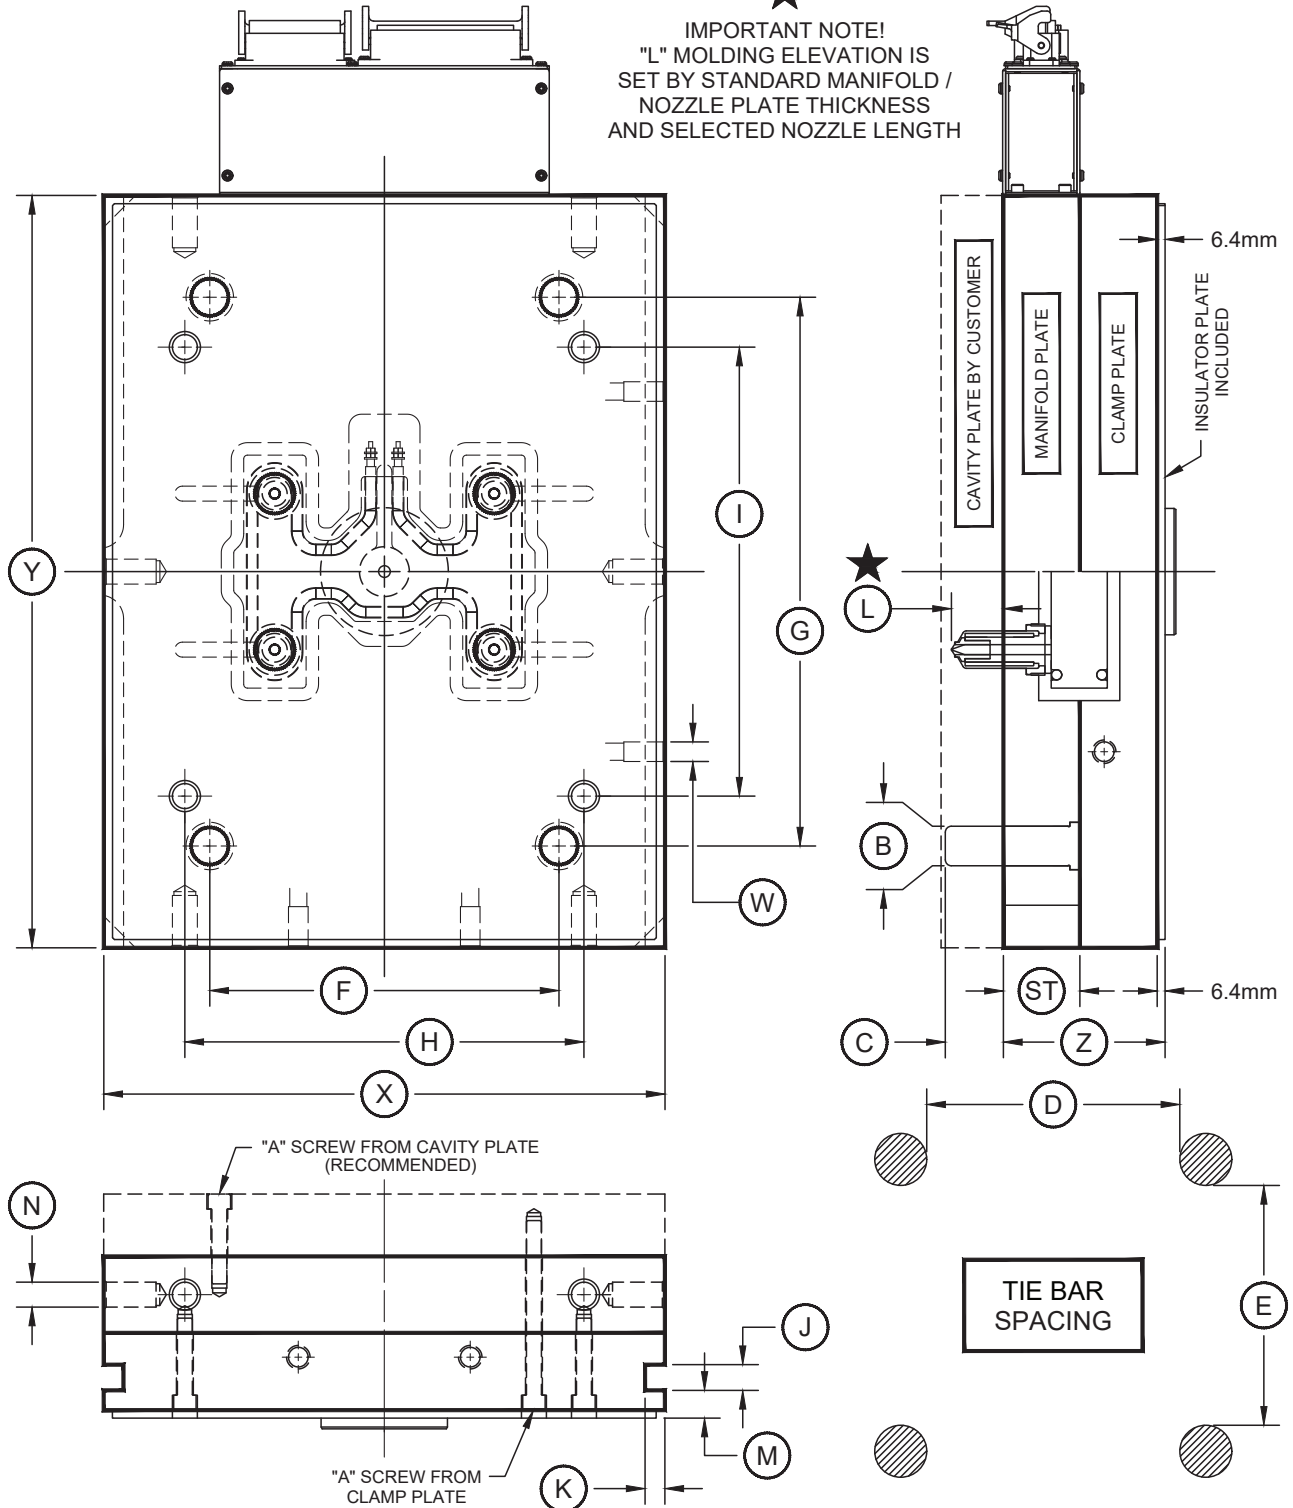 ★
IMPORTANT NOTE!
"L" MOLDING ELEVATION IS
SET BY STANDARD MANIFOLD /
NOZZLE PLATE THICKNESS
AND SELECTED NOZZLE LENGTH
6.4mm
INSULATOR PLATE
INCLUDED
CAVITY PLATE BY CUSTOMER
MANIFOLD PLATE
CLAMP PLATE
I
Y
★
L
G
B
W
F
ST
6.4mm
H
C
Z
X
D
"A" SCREW FROM CAVITY PLATE
(RECOMMENDED)
N
TIE BAR
SPACING
E
J
M
"A" SCREW FROM
CLAMP PLATE
K